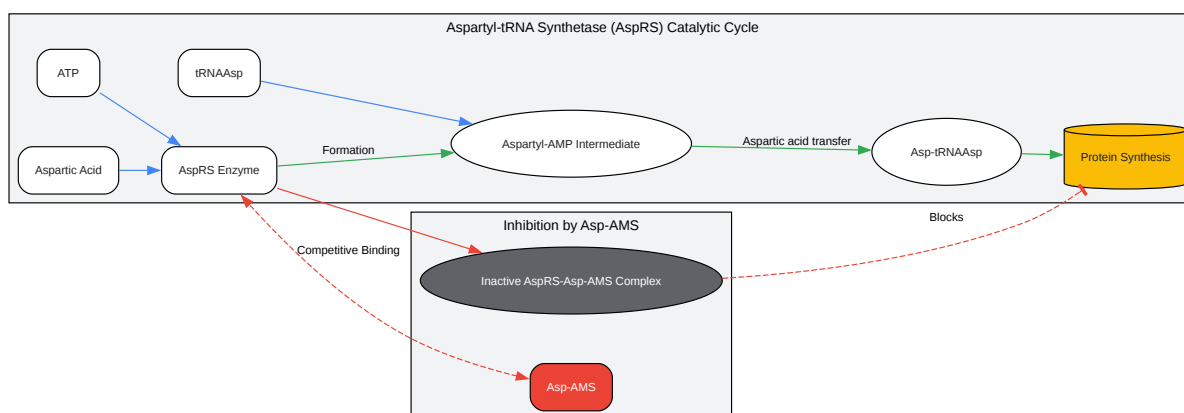 Aspartyl-tRNA Synthetase (AspRS) Catalytic Cycle
ATP
tRNAAsp
Aspartic Acid
AspRS Enzyme
Formation
Aspartyl-AMP Intermediate
Aspartic acid transfer
Asp-tRNAAsp
Protein Synthesis
Inhibition by Asp-AMS
Competitive Binding
Blocks
Inactive AspRS-Asp-AMS Complex
Asp-AMS